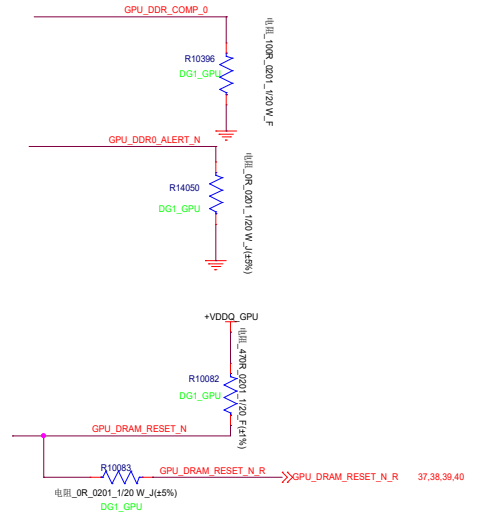 GPU_DDR_COMP_0
R10396
DG1_GPU
电阻_100R_0201_1/20 W_F
GPU_DDR0_ALERT_N
R14050
DG1_GPU
电阻_0R_0201_1/20 W_J(±5%)
+VDDQ_GPU
R10082
DG1_GPU
电阻_470R_0201_1/20_F(±1%)
GPU_DRAM_RESET_N
R10083
GPU_DRAM_RESET_N_R
GPU_DRAM_RESET_N_R 37,38,39,40
电阻_0R_0201_1/20 W_J(±5%)
DG1_GPU